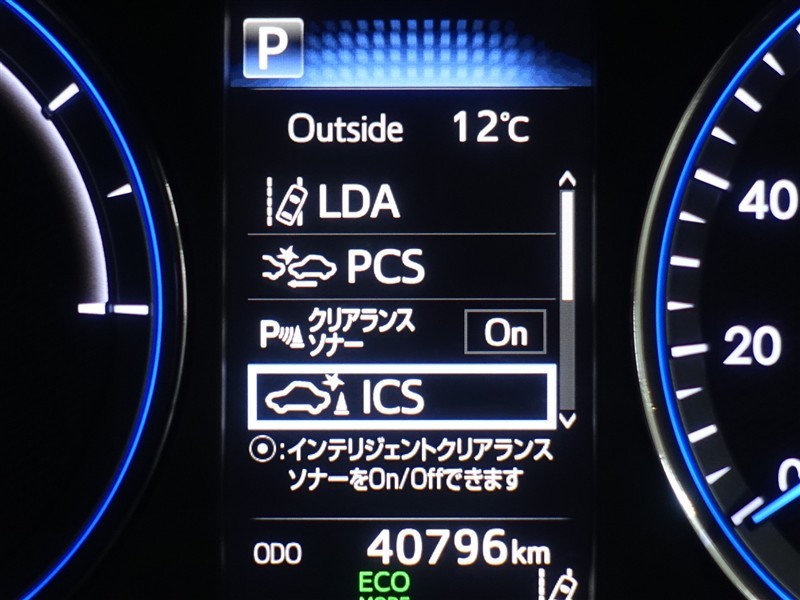 P
Outside 12℃
LDA
PCS
P クリアランス
ソナー On
ICS
◉:インテリジェントクリアランス
ソナーをOn/Offできます
ODO 40796km
ECO
MODE
40
20
0